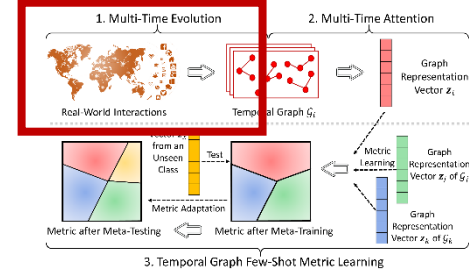 1. Multi-Time Evolution
2. Multi-Time Attention
Graph
Representation
Vector zᵢ
Real-World Interactions
Temporal Graph 𝒢ᵢ
from an
Unseen
Class
Test
Metric
Learning
Graph
Representation
Vector zⱼ of 𝒢ⱼ
Metric Adaptation
Graph
Representation
Vector zₖ of 𝒢ₖ
Metric after Meta-Testing
Metric after Meta-Training
3. Temporal Graph Few-Shot Metric Learning